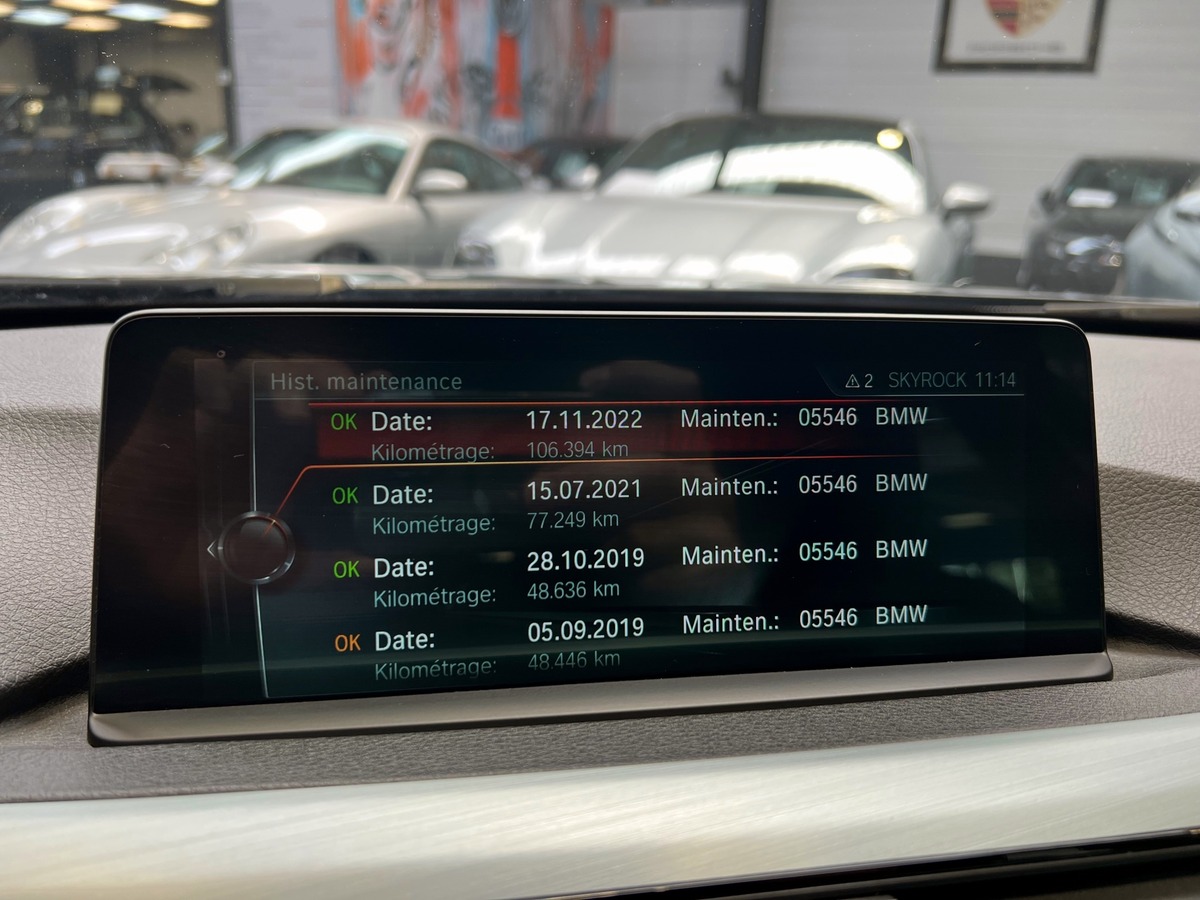 Hist. maintenance 2 SKYROCK 11:14
OK Date: 17.11.2022 Mainten.: 05546 BMW
Kilométrage: 106.394 km
OK Date: 15.07.2021 Mainten.: 05546 BMW
Kilométrage: 77.249 km
OK Date: 28.10.2019 Mainten.: 05546 BMW
Kilométrage: 48.636 km
OK Date: 05.09.2019 Mainten.: 05546 BMW
Kilométrage: 48.446 km